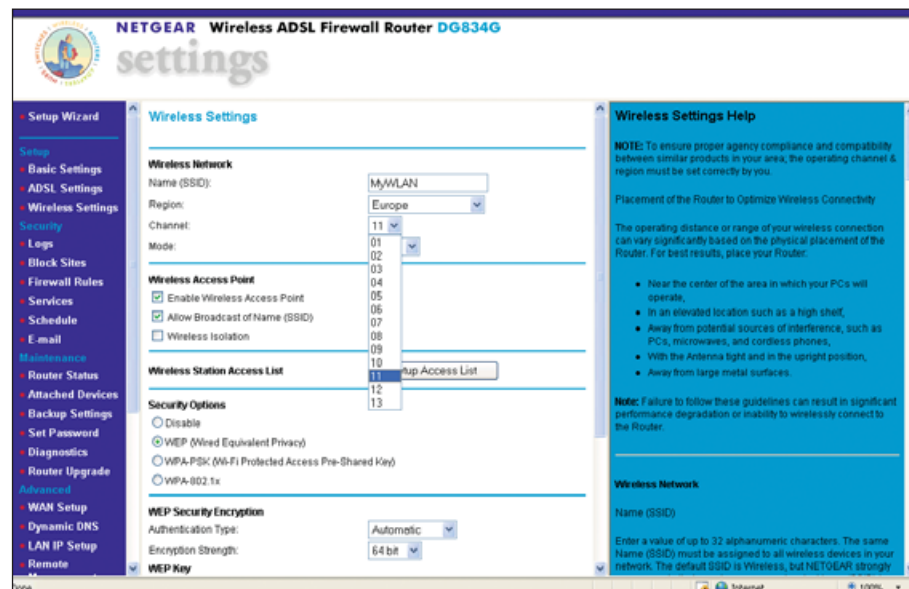 NETGEAR Wireless ADSL Firewall Router DG834G
settings
Setup Wizard
Setup
Basic Settings
ADSL Settings
Wireless Settings
Security
Logs
Block Sites
Firewall Rules
Services
Schedule
E-mail
Maintenance
Router Status
Attached Devices
Backup Settings
Set Password
Diagnostics
Router Upgrade
Advanced
WAN Setup
Dynamic DNS
LAN IP Setup
Remote
Wireless Settings
Wireless Network
Name (SSID): MyWLAN
Region: Europe
Channel: 11
Mode:
01
02
03
04
05
06
07
08
09
10
11
12
13
Wireless Access Point
Enable Wireless Access Point
Allow Broadcast of Name (SSID)
Wireless Isolation
Wireless Station Access List
Access List
Security Options
Disable
WEP (Wired Equivalent Privacy)
WPA-PSK (Wi-Fi Protected Access Pre-Shared Key)
WPA-802.1x
WEP Security Encryption
Authentication Type: Automatic
Encryption Strength: 64 bit
WEP Key
Wireless Settings Help
NOTE: To ensure proper agency compliance and compatibility
between similar products in your area; the operating channel &
region must be set correctly by you.
Placement of the Router to Optimize Wireless Connectivity
The operating distance or range of your wireless connection
can vary significantly based on the physical placement of the
Router. For best results, place your Router:
Near the center of the area in which your PCs will
operate,
In an elevated location such as a high shelf,
Away from potential sources of interference, such as
PCs, microwaves, and cordless phones,
With the Antenna tight and in the upright position,
Away from large metal surfaces.
Note: Failure to follow these guidelines can result in significant
performance degradation or inability to wirelessly connect to
the Router.
Wireless Network
Name (SSID)
Enter a value of up to 32 alphanumeric characters. The same
Name (SSID) must be assigned to all wireless devices in your
network. The default SSID is Wireless, but NETGEAR strongly
Internet
100%